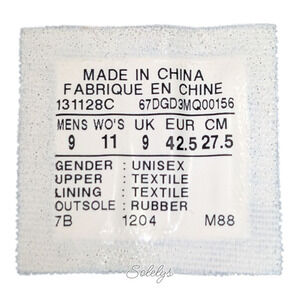 MADE IN CHINA
FABRIQUE EN CHINE
131128C 67DGD3MQ00156
MENS WO'S UK EUR CM
9 11 9 42.5 27.5
GENDER : UNISEX
UPPER : TEXTILE
LINING : TEXTILE
OUTSOLE : RUBBER
7B 1204 M88
Solelys